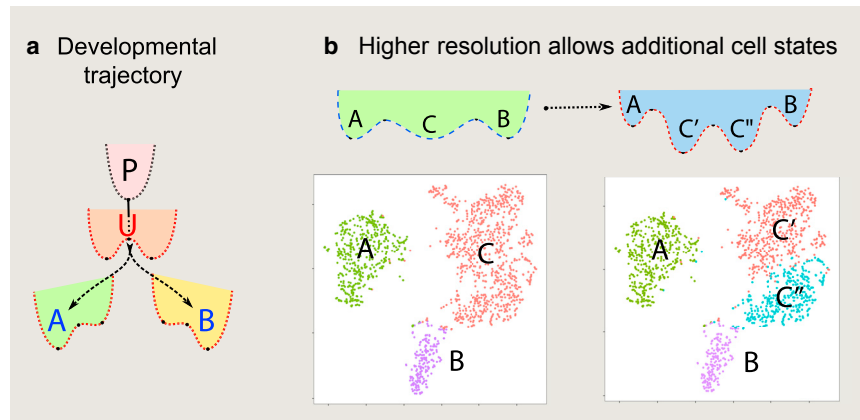 a Developmental
trajectory
P
U
A B
b Higher resolution allows additional cell states
A C B
A C' C" B
A C B
A C' C" B